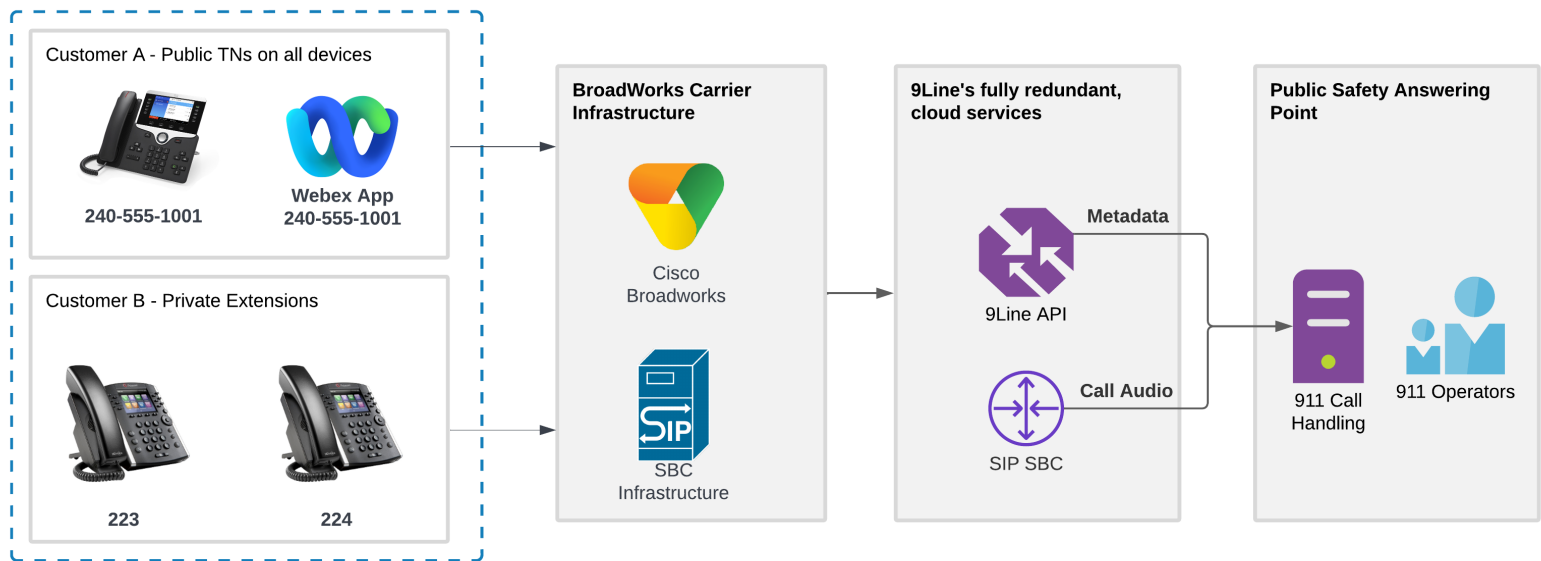 Customer A - Public TNs on all devices
240-555-1001
Webex App
240-555-1001
Customer B - Private Extensions
223
224
BroadWorks Carrier
Infrastructure
Cisco
Broadworks
SIP
SBC
Infrastructure
9Line's fully redundant,
cloud services
Metadata
9Line API
Call Audio
SIP SBC
Public Safety Answering
Point
911 Call
Handling
911 Operators